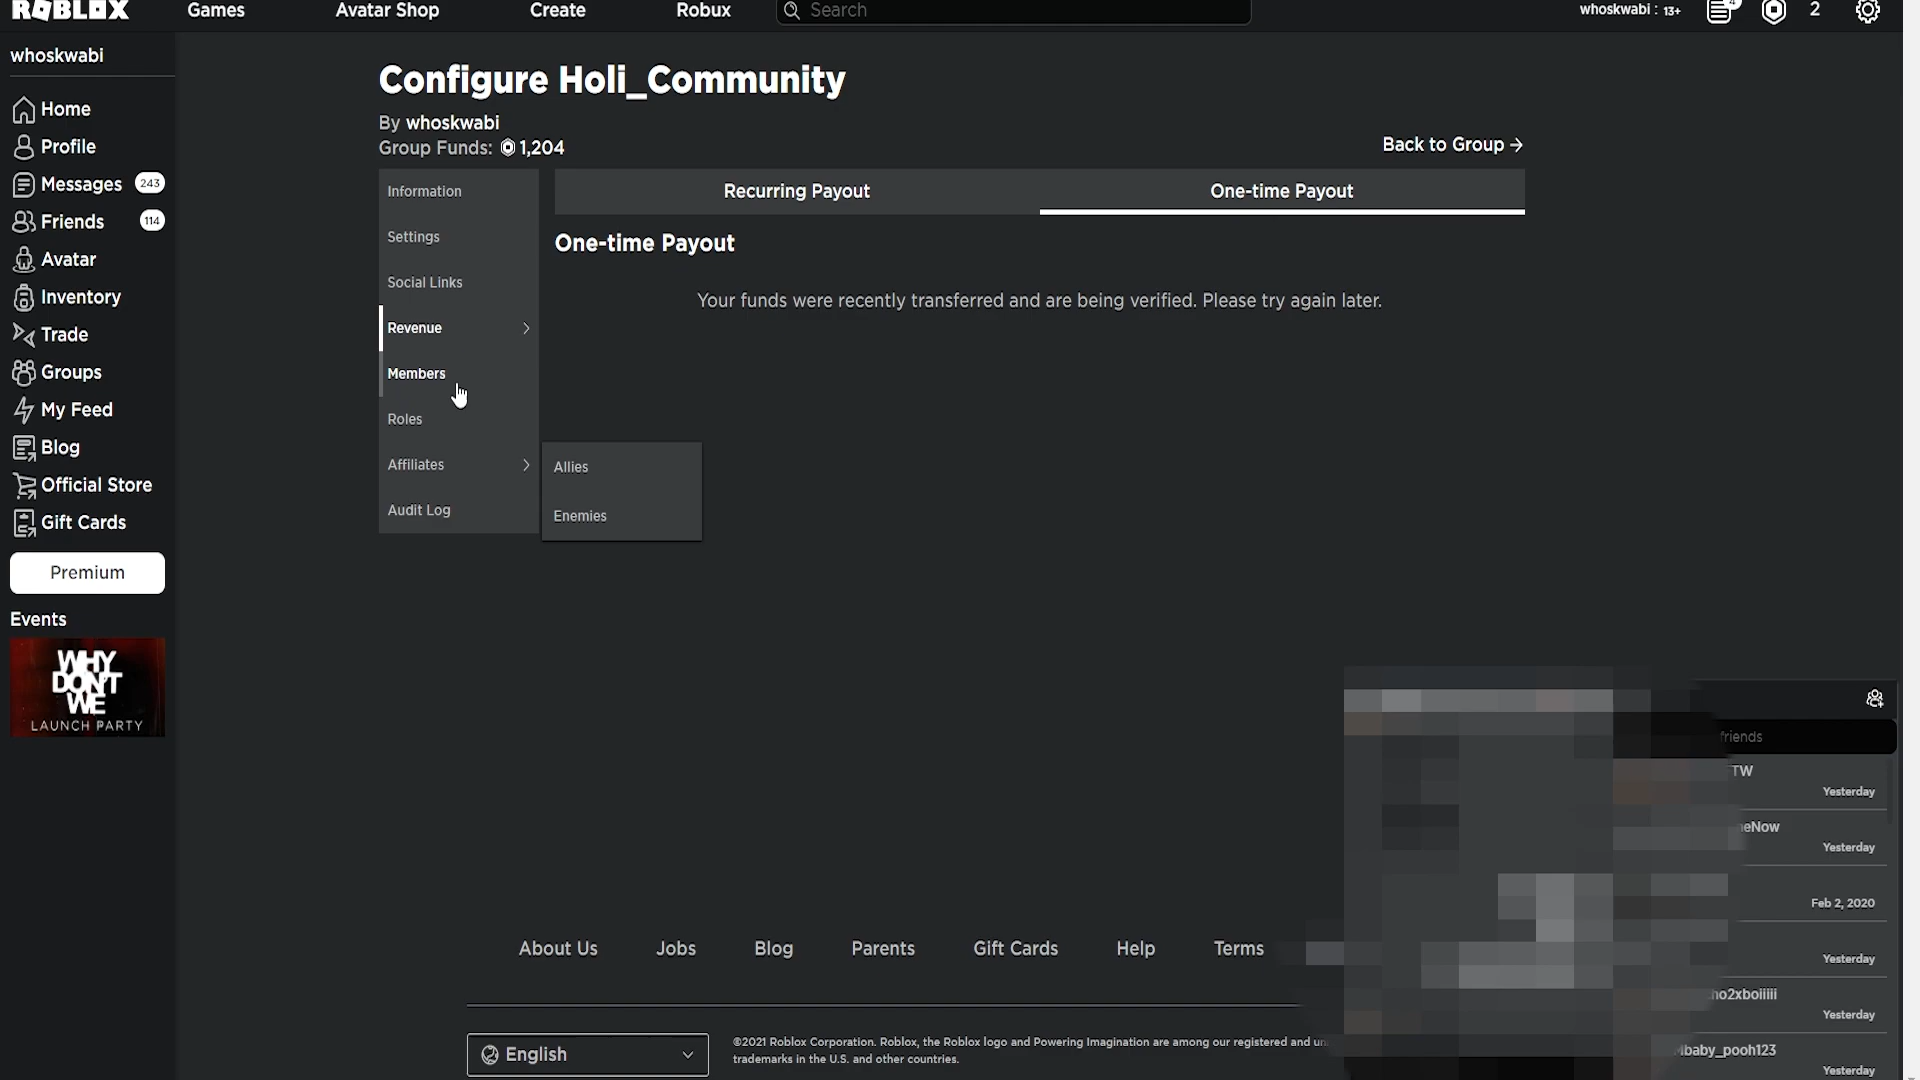 ROBLOX
Games
Avatar Shop
Create
Robux
Search
whoskwabi : 13+
4
2
whoskwabi
Home
Profile
Messages 243
Friends 114
Avatar
Inventory
Trade
Groups
My Feed
Blog
Official Store
Gift Cards
Premium
Events
WHY
DON'T
WE
LAUNCH PARTY
Configure Holi_Community
By whoskwabi
Group Funds: 1,204
Back to Group →
Information
Settings
Social Links
Revenue
Members
Roles
Affiliates
Audit Log
Allies
Enemies
Recurring Payout
One-time Payout
One-time Payout
Your funds were recently transferred and are being verified. Please try again later.
friends
TW
Yesterday
eNow
Yesterday
Feb 2, 2020
Yesterday
ho2xboiiiii
Yesterday
baby_pooh123
Yesterday
About Us
Jobs
Blog
Parents
Gift Cards
Help
Terms
English
©2021 Roblox Corporation. Roblox, the Roblox logo and Powering Imagination are among our registered and un
trademarks in the U.S. and other countries.